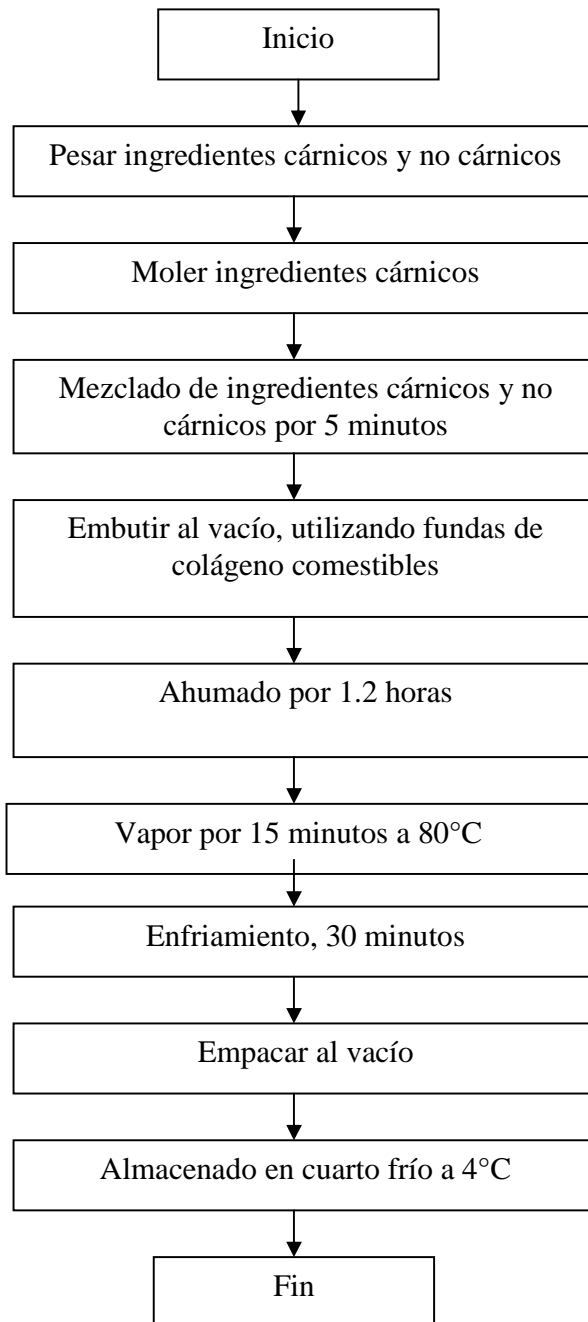 Inicio
Pesar ingredientes cárnicos y no cárnicos
Moler ingredientes cárnicos
Mezclado de ingredientes cárnicos y no
cárnicos por 5 minutos
Embutir al vacío, utilizando fundas de
colágeno comestibles
Ahumado por 1.2 horas
Vapor por 15 minutos a 80°C
Enfriamiento, 30 minutos
Empacar al vacío
Almacenado en cuarto frío a 4°C
Fin